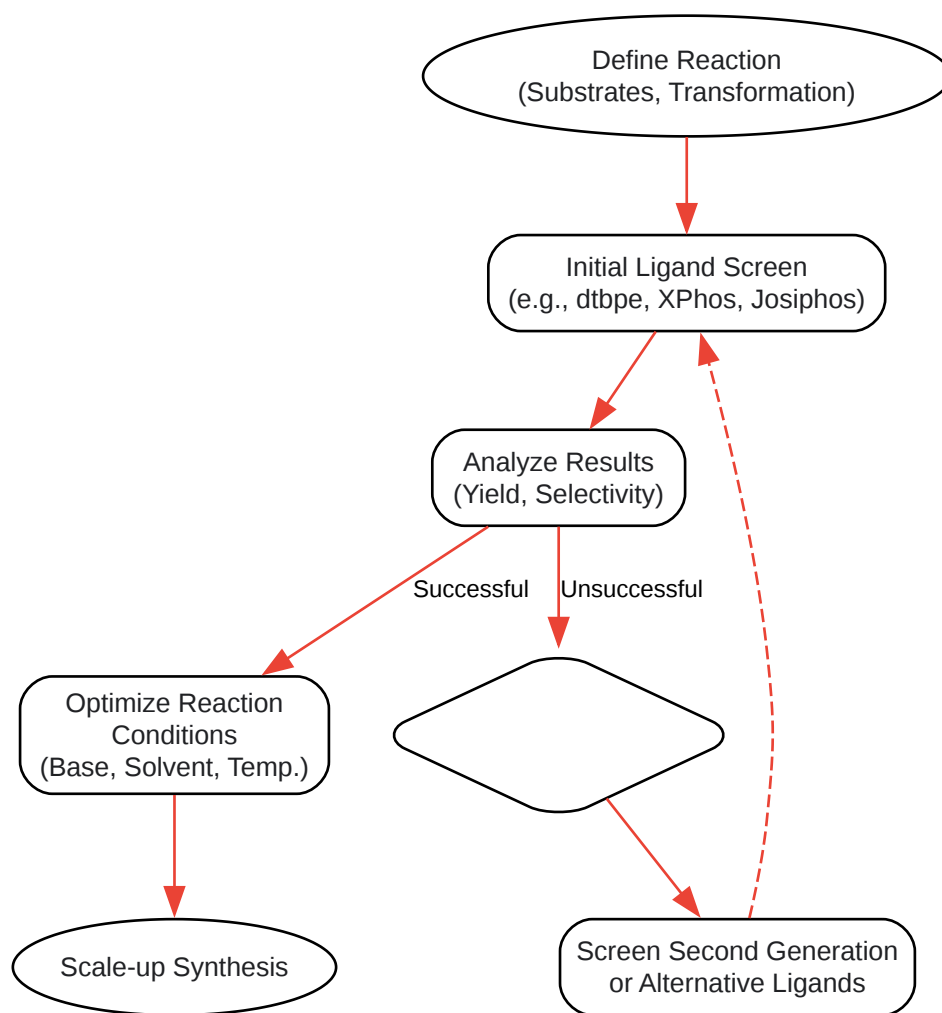 Define Reaction
(Substrates, Transformation)
Initial Ligand Screen
(e.g., dtbpe, XPhos, Josiphos)
Analyze Results
(Yield, Selectivity)
Successful
Unsuccessful
Optimize Reaction
Conditions
(Base, Solvent, Temp.)
Scale-up Synthesis
Screen Second Generation
or Alternative Ligands